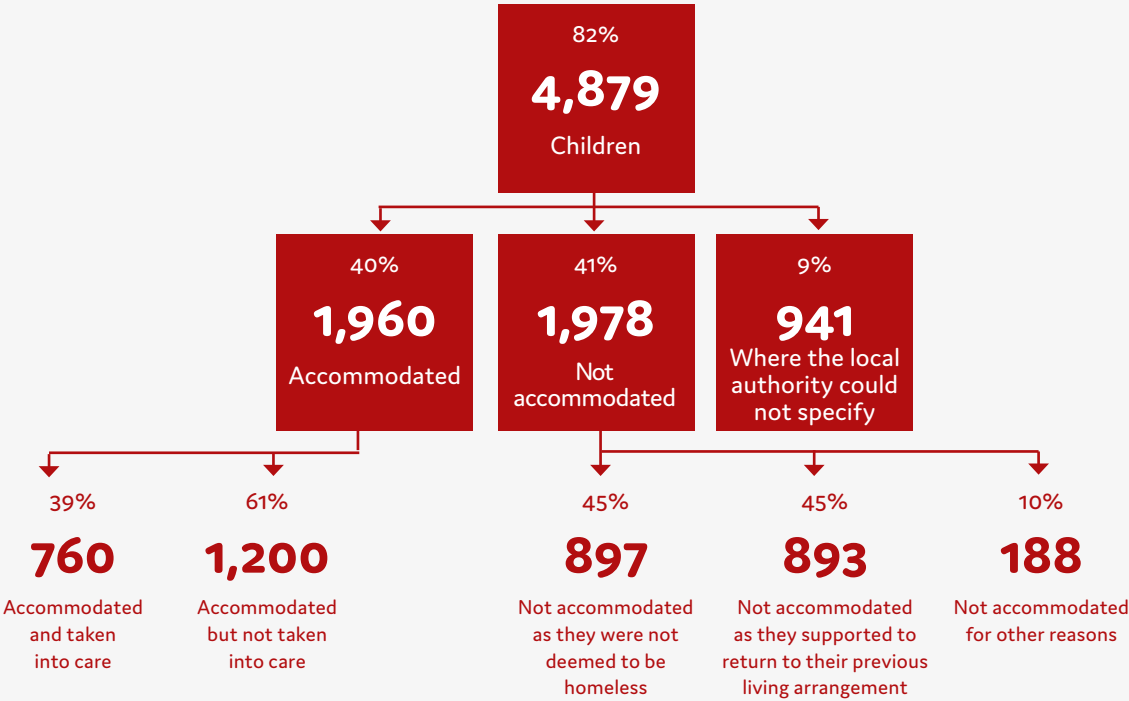 82%
4,879
Children
40%
1,960
Accommodated
41%
1,978
Not
accommodated
9%
941
Where the local
authority could
not specify
39%
760
Accommodated
and taken
into care
61%
1,200
Accommodated
but not taken
into care
45%
897
Not accommodated
as they were not
deemed to be
homeless
45%
893
Not accommodated
as they supported to
return to their previous
living arrangement
10%
188
Not accommodated
for other reasons